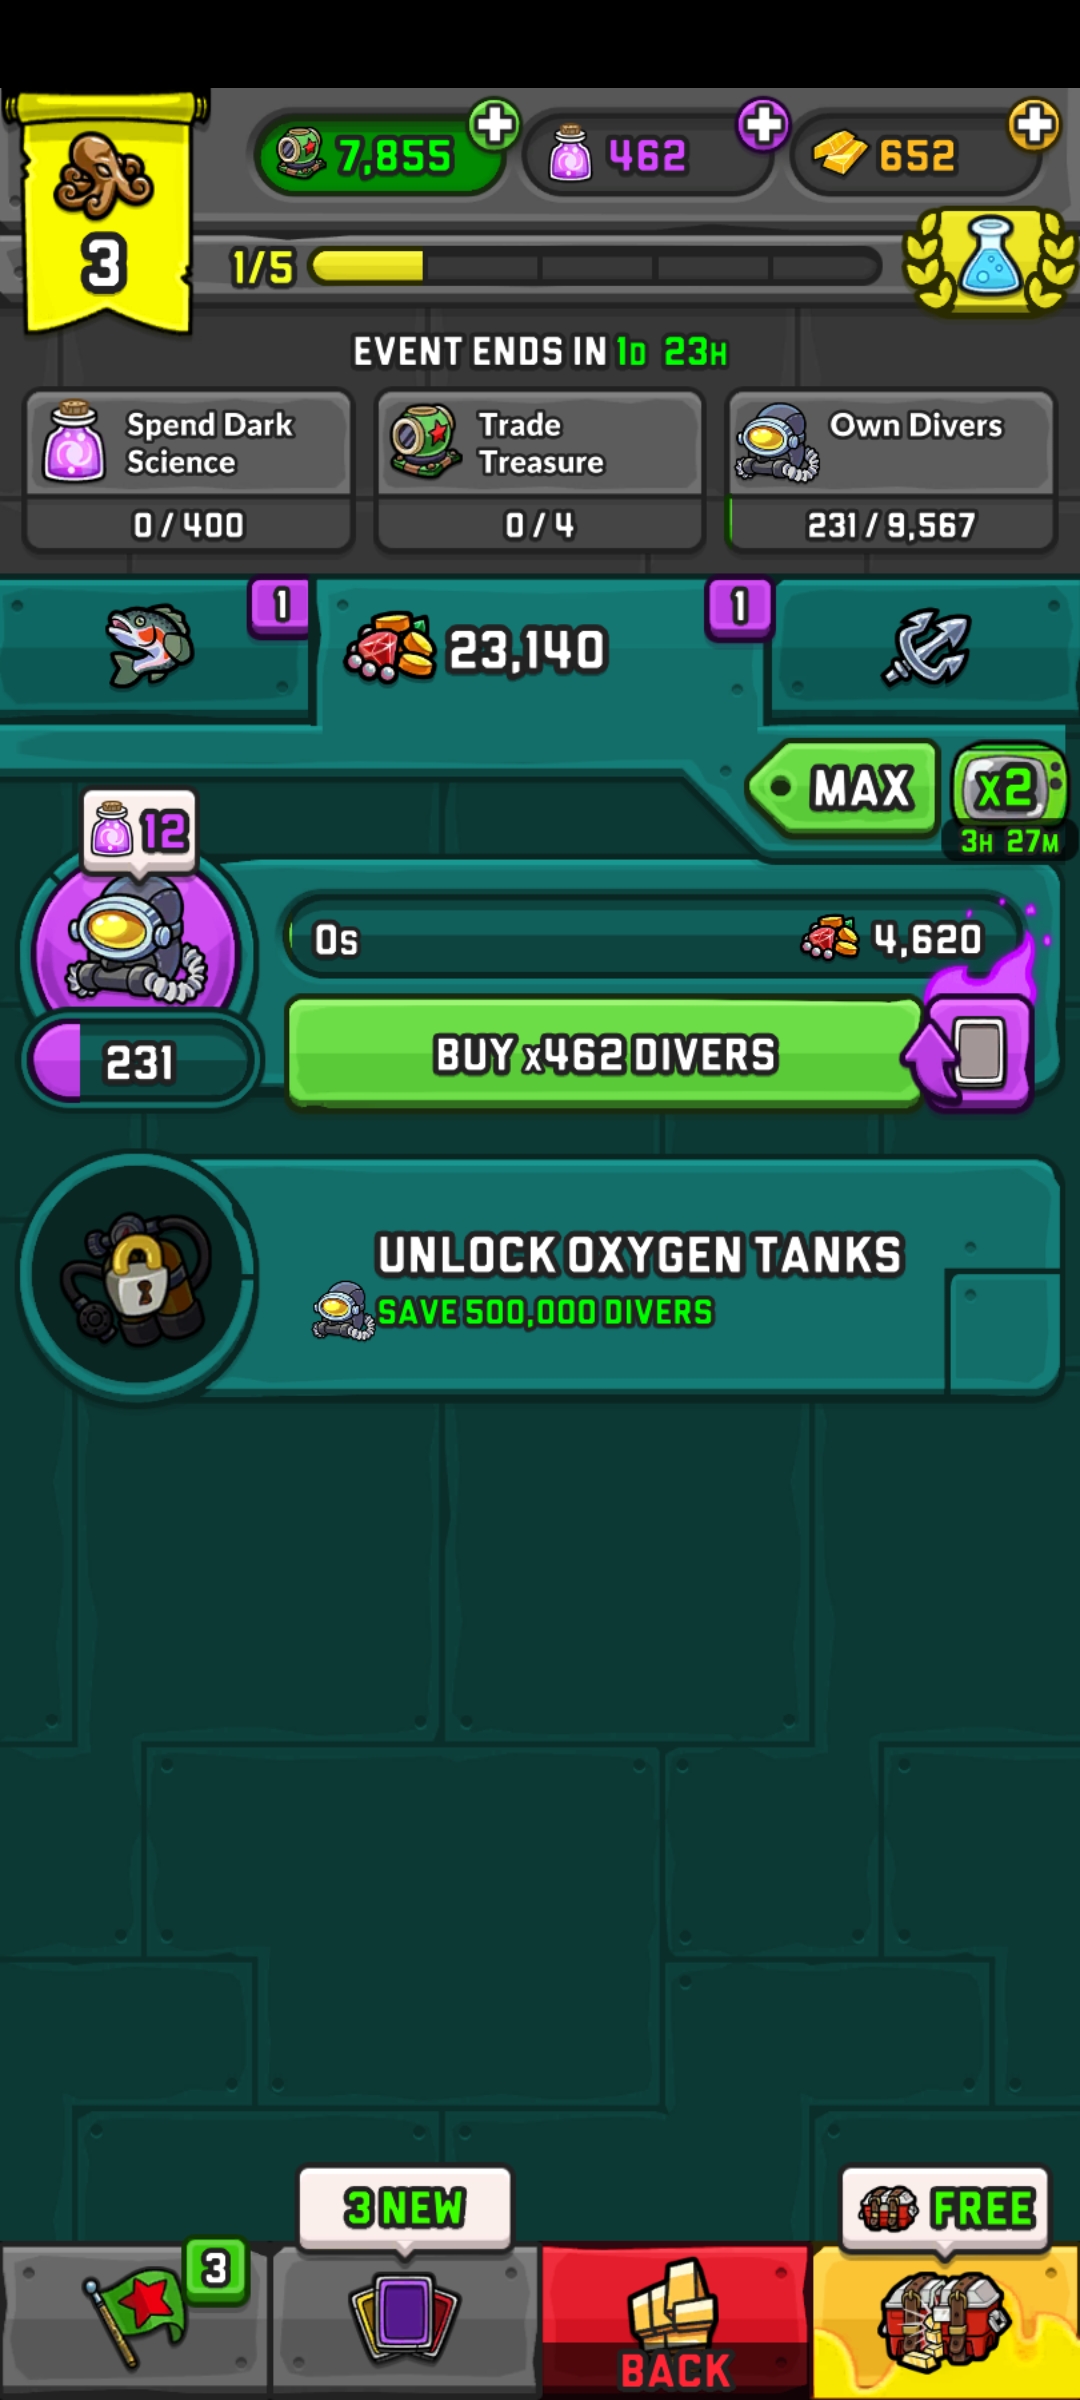 7,855
462
652
3
1/5
EVENT ENDS IN 1D 23H
Spend Dark
Science
0 / 400
Trade
Treasure
0 / 4
Own Divers
231 / 9,567
1
23,140
1
MAX
x2
3H 27M
12
0s
4,620
231
BUY x462 DIVERS
UNLOCK OXYGEN TANKS
SAVE 500,000 DIVERS
3 NEW
FREE
3
BACK